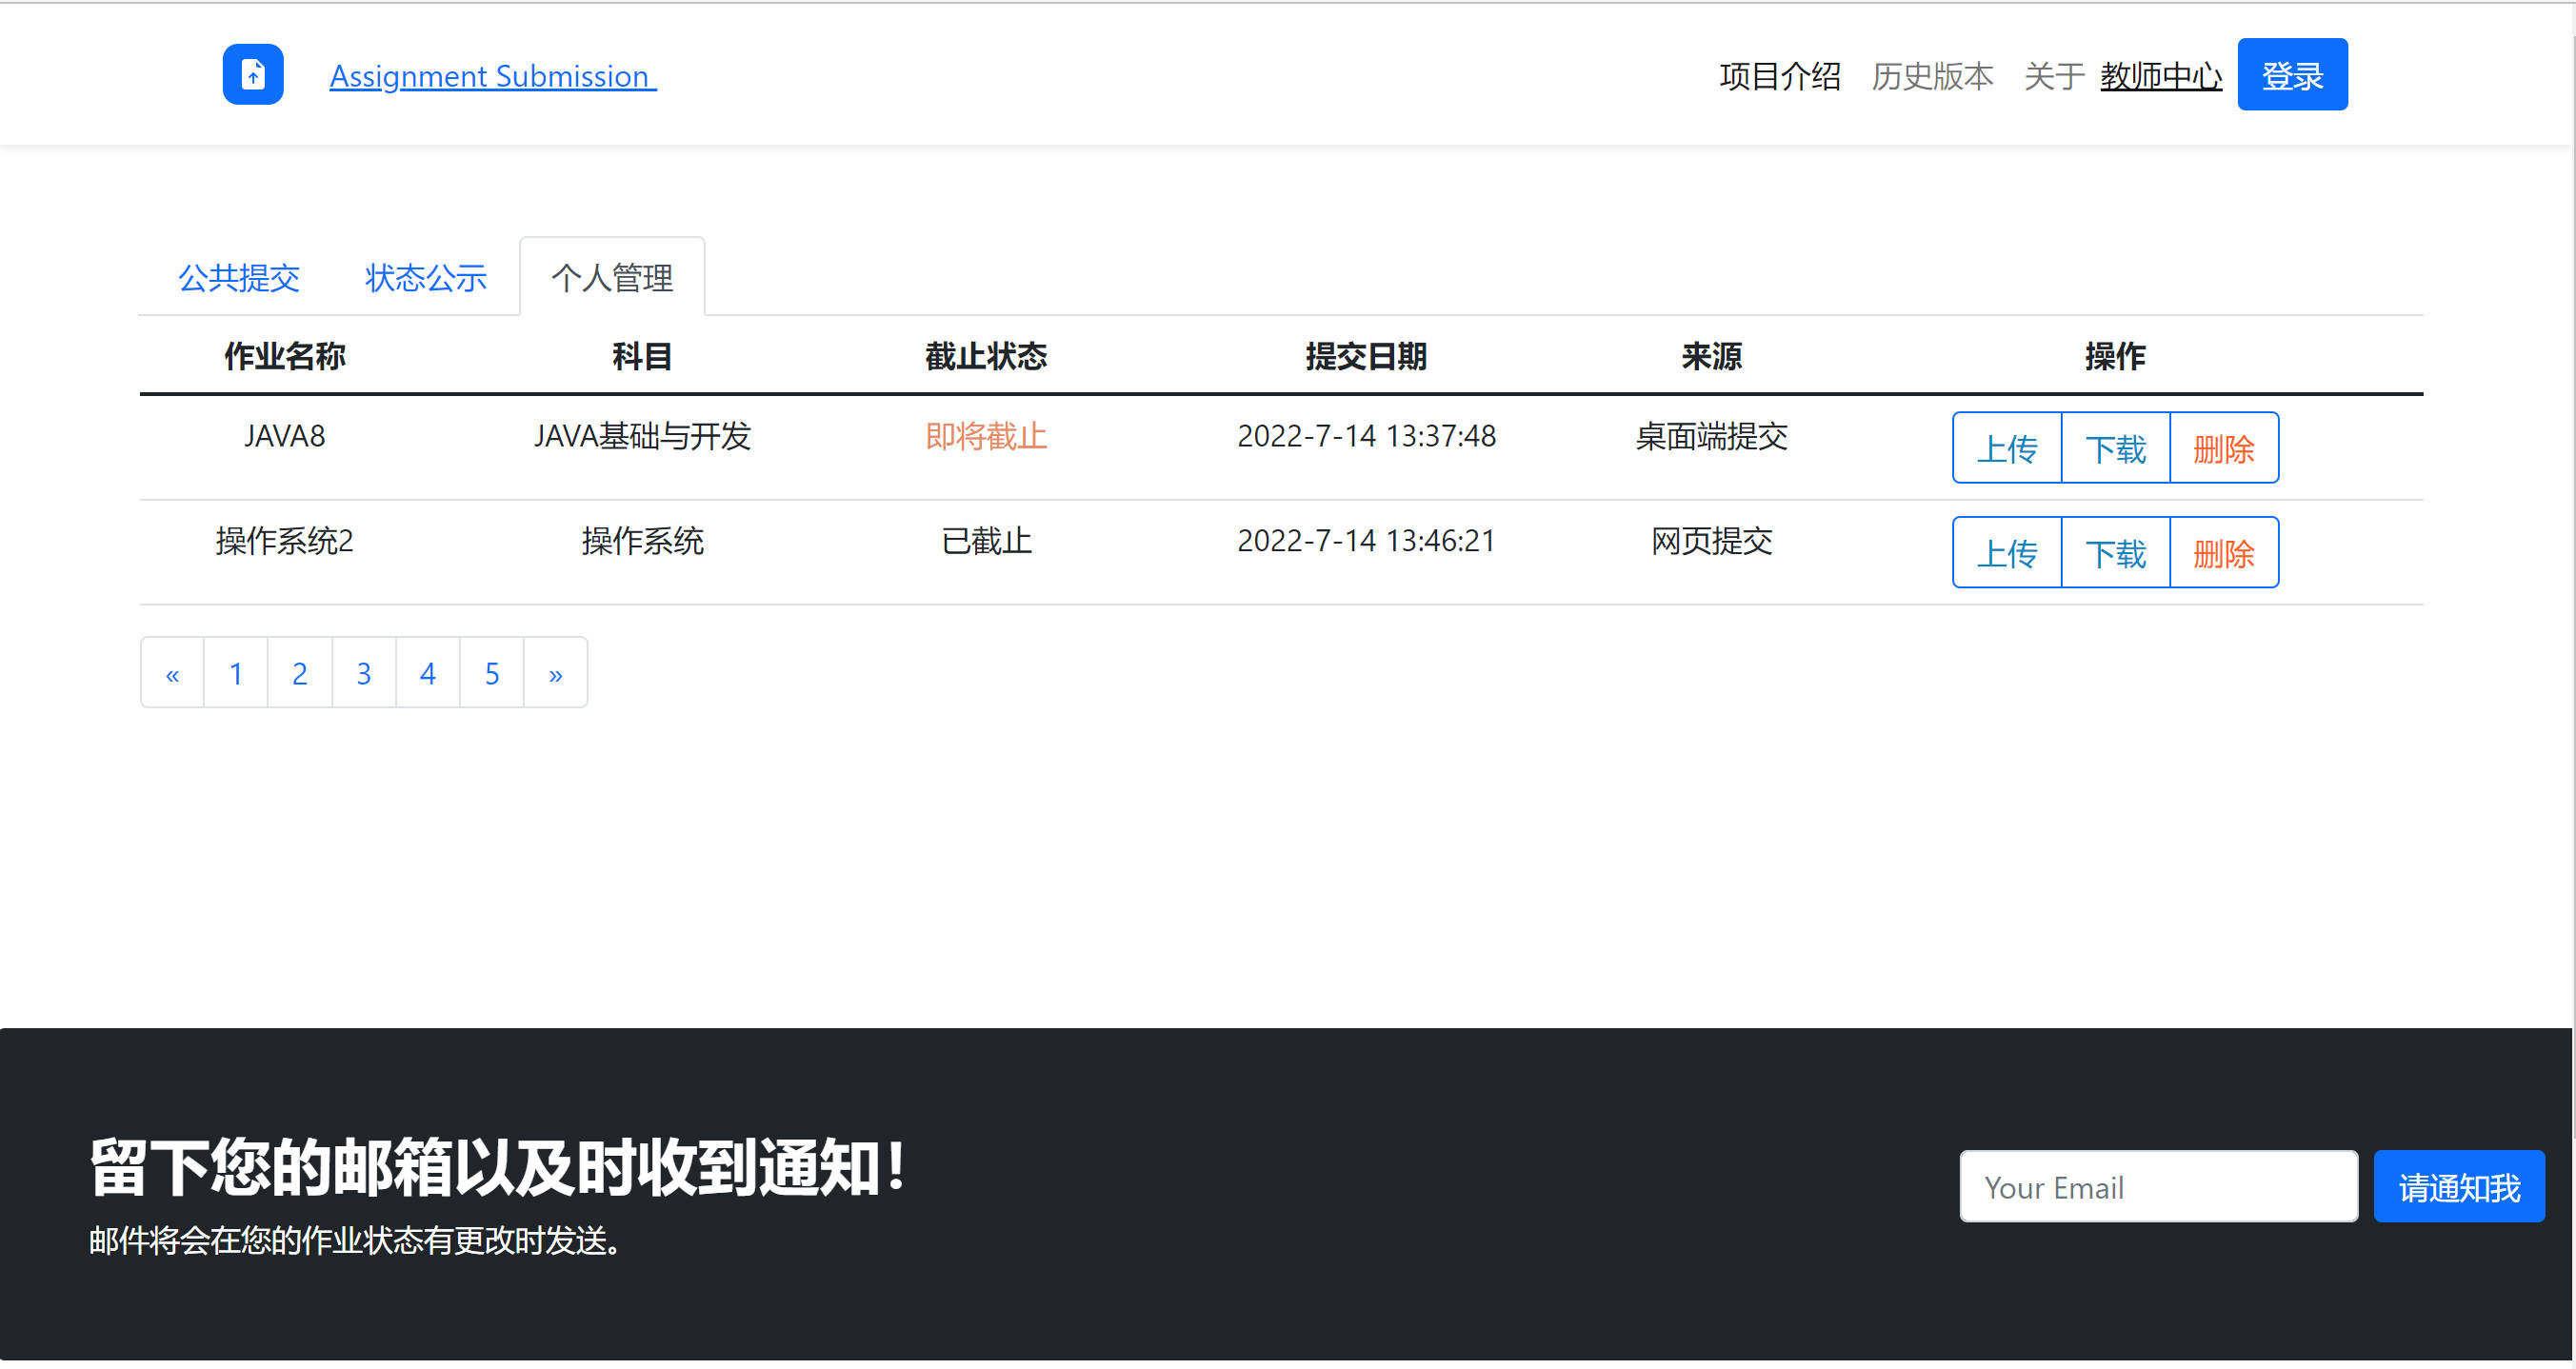 Assignment Submission
项目介绍 历史版本 关于 教师中心 登录
公共提交 状态公示 个人管理
作业名称 科目 截止状态 提交日期 来源 操作
JAVA8 JAVA基础与开发 即将截止 2022-7-14 13:37:48 桌面端提交 上传 下载 删除
操作系统2 操作系统 已截止 2022-7-14 13:46:21 网页提交 上传 下载 删除
« 1 2 3 4 5 »
留下您的邮箱以及时收到通知!
邮件将会在您的作业状态有更改时发送。
Your Email 请通知我